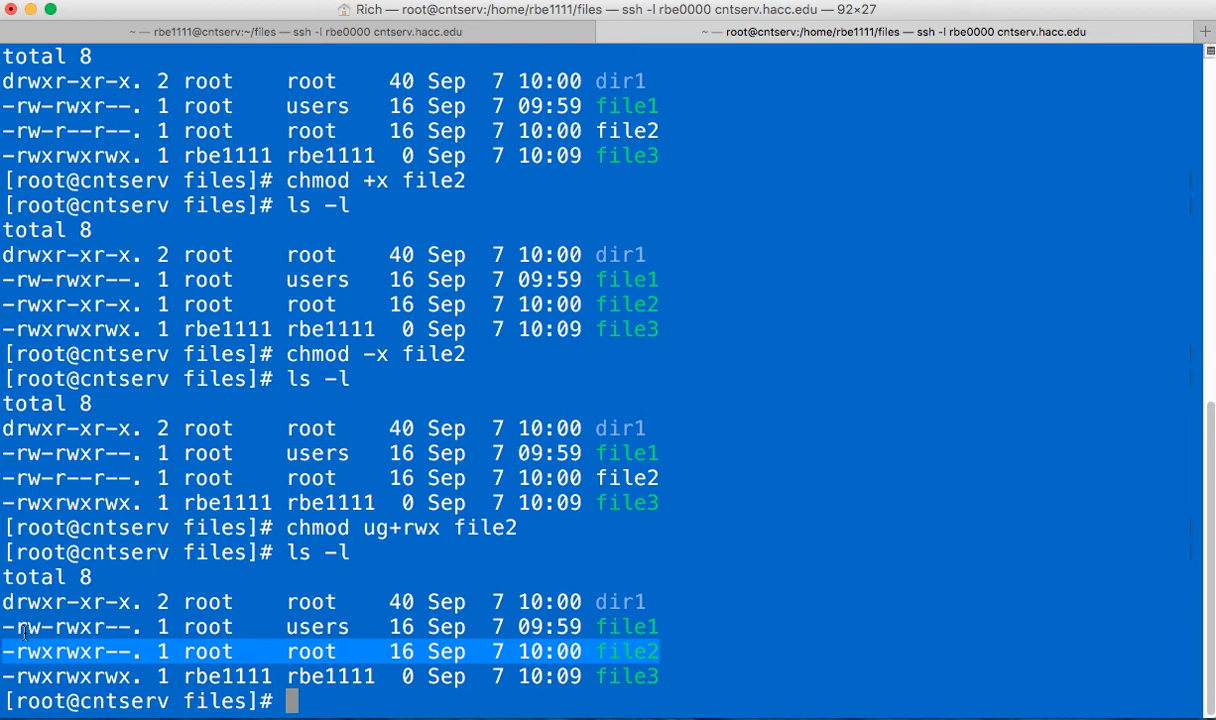 Rich — root@cntserv:/home/rbe1111/files — ssh -l rbe0000 cntserv.hacc.edu — 92×27
~ — rbe1111@cntserv:~/files — ssh -l rbe0000 cntserv.hacc.edu
~ — root@cntserv:/home/rbe1111/files — ssh -l rbe0000 cntserv.hacc.edu +
total 8
drwxr-xr-x. 2 root    root     40 Sep  7 10:00 dir1
-rw-rwxr--. 1 root    users    16 Sep  7 09:59 file1
-rw-r--r--. 1 root    root     16 Sep  7 10:00 file2
-rwxrwxrwx. 1 rbe1111 rbe1111  0 Sep  7 10:09 file3
[root@cntserv files]# chmod +x file2
[root@cntserv files]# ls -l
total 8
drwxr-xr-x. 2 root    root     40 Sep  7 10:00 dir1
-rw-rwxr--. 1 root    users    16 Sep  7 09:59 file1
-rwxr-xr-x. 1 root    root     16 Sep  7 10:00 file2
-rwxrwxrwx. 1 rbe1111 rbe1111  0 Sep  7 10:09 file3
[root@cntserv files]# chmod -x file2
[root@cntserv files]# ls -l
total 8
drwxr-xr-x. 2 root    root     40 Sep  7 10:00 dir1
-rw-rwxr--. 1 root    users    16 Sep  7 09:59 file1
-rw-r--r--. 1 root    root     16 Sep  7 10:00 file2
-rwxrwxrwx. 1 rbe1111 rbe1111  0 Sep  7 10:09 file3
[root@cntserv files]# chmod ug+rwx file2
[root@cntserv files]# ls -l
total 8
drwxr-xr-x. 2 root    root     40 Sep  7 10:00 dir1
-rw-rwxr--. 1 root    users    16 Sep  7 09:59 file1
-rwxrwxr--. 1 root    root     16 Sep  7 10:00 file2
-rwxrwxrwx. 1 rbe1111 rbe1111  0 Sep  7 10:09 file3
[root@cntserv files]#